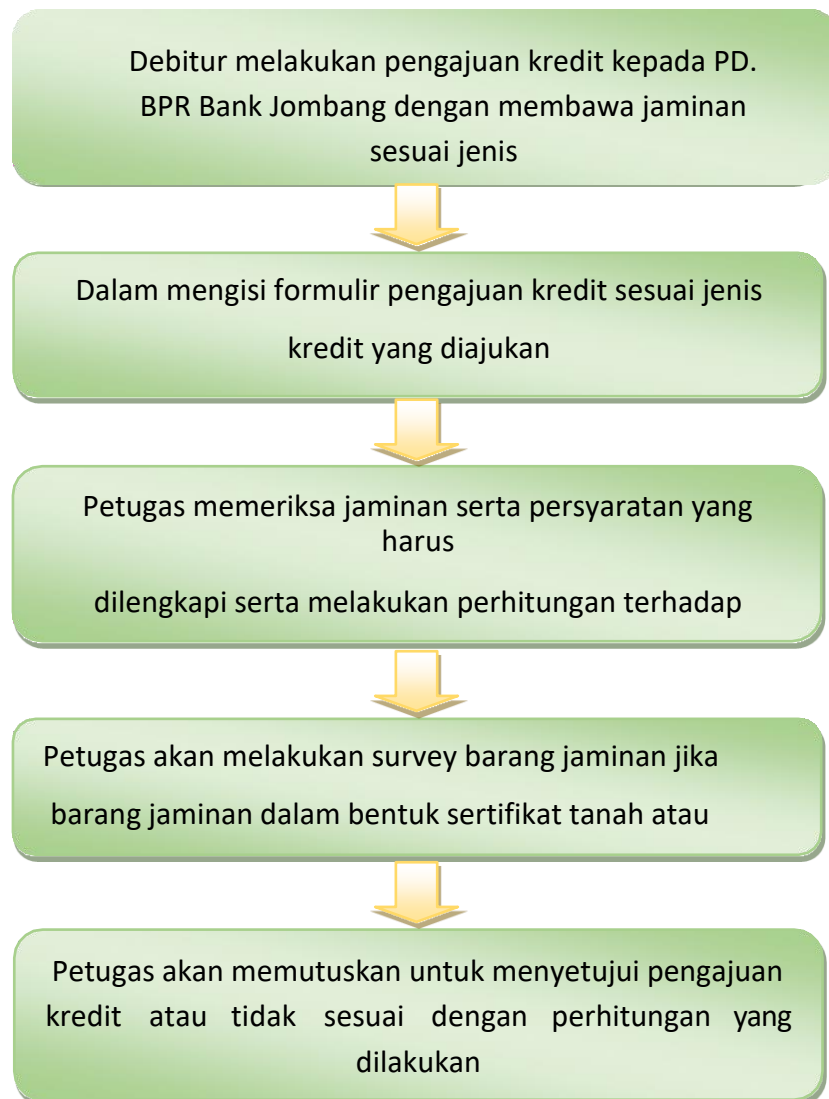 Debitur melakukan pengajuan kredit kepada PD.
BPR Bank Jombang dengan membawa jaminan
sesuai jenis
Dalam mengisi formulir pengajuan kredit sesuai jenis
kredit yang diajukan
Petugas memeriksa jaminan serta persyaratan yang
harus
dilengkapi serta melakukan perhitungan terhadap
Petugas akan melakukan survey barang jaminan jika
barang jaminan dalam bentuk sertifikat tanah atau
Petugas akan memutuskan untuk menyetujui pengajuan
kredit atau tidak sesuai dengan perhitungan yang
dilakukan